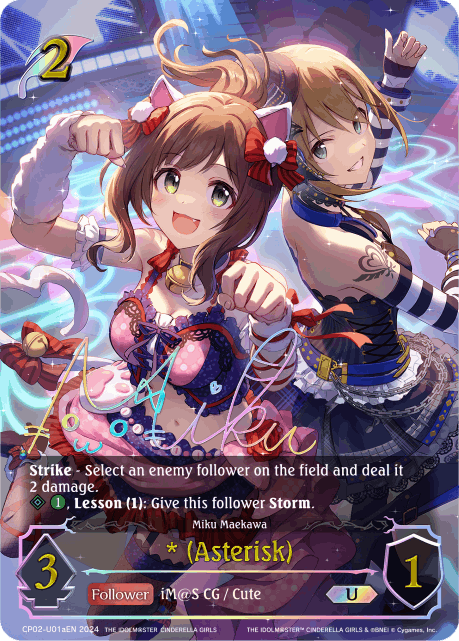 2
Miku
Strike - Select an enemy follower on the field and deal it
2 damage.
1, Lesson (1): Give this follower Storm.
Miku Maekawa
* (Asterisk)
3
Follower iM@S CG / Cute
U
1
CP02-U01aEN 2024 THE IDOLM@STER CINDERELLA GIRLS THE IDOLM@STER™ CINDERELLA GIRLS & ©BNEI © Cygames, Inc.